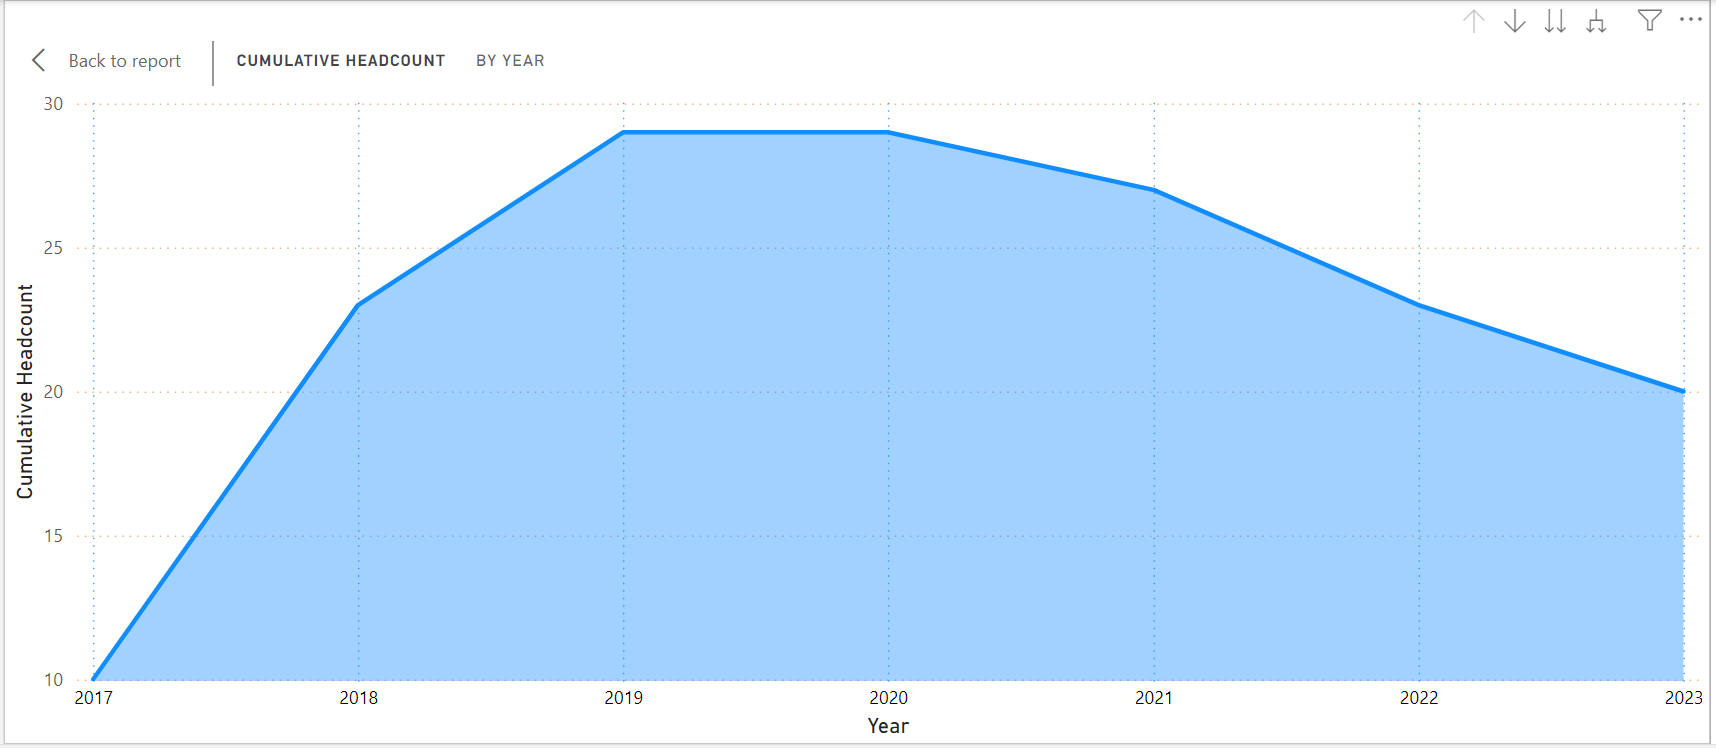 Back to report
CUMULATIVE HEADCOUNT
BY YEAR
Cumulative Headcount
30
25
20
15
10
2017 2018 2019 2020 2021 2022 2023
Year